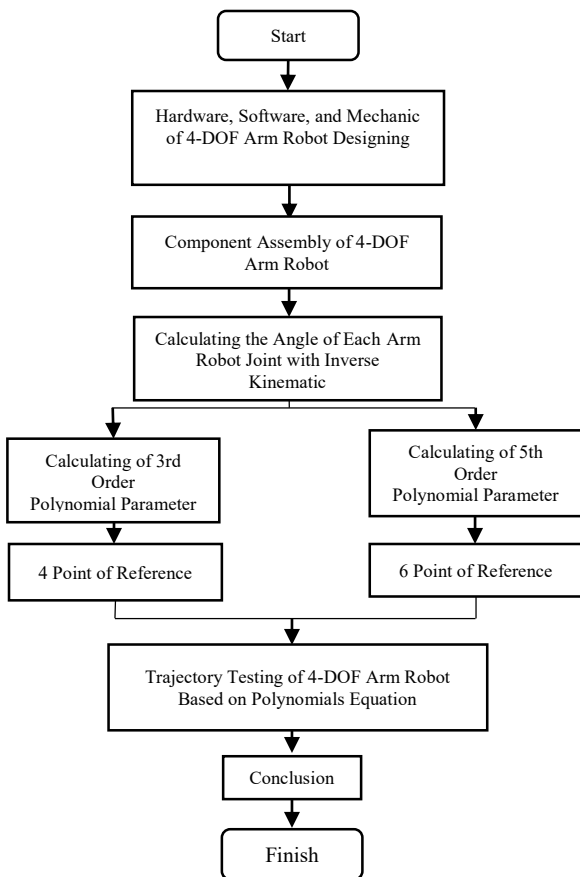 Start
Hardware, Software, and Mechanic
of 4-DOF Arm Robot Designing
Component Assembly of 4-DOF
Arm Robot
Calculating the Angle of Each Arm
Robot Joint with Inverse
Kinematic
Calculating of 3rd
Order
Polynomial Parameter
4 Point of Reference
Calculating of 5th
Order
Polynomial Parameter
6 Point of Reference
Trajectory Testing of 4-DOF Arm Robot
Based on Polynomials Equation
Conclusion
Finish